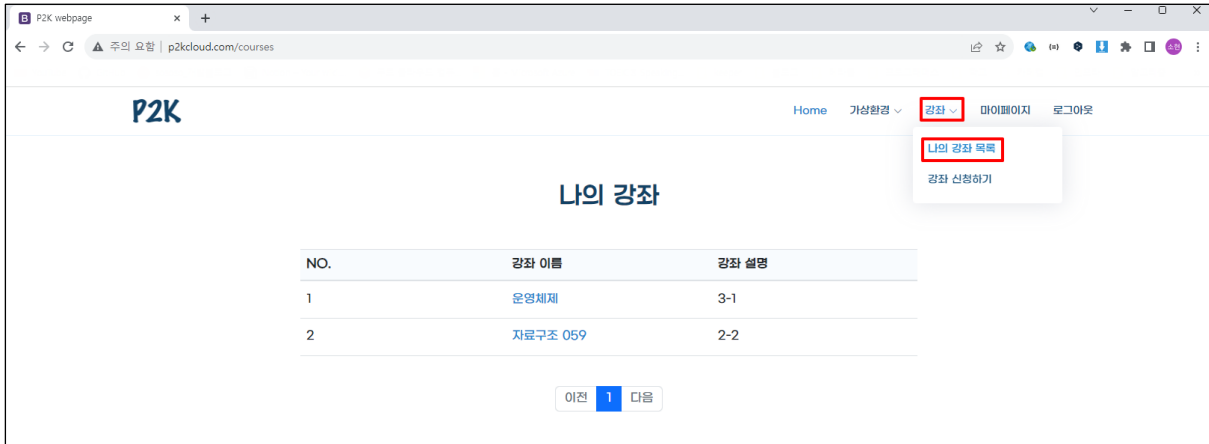 P2K webpage
주의 요함 | p2kcloud.com/courses
소현
P2K
Home 가상환경 강좌 마이페이지 로그아웃
나의 강좌 목록
강좌 신청하기
나의 강좌
NO. 강좌 이름 강좌 설명
1 운영체제 3-1
2 자료구조 059 2-2
이전 1 다음